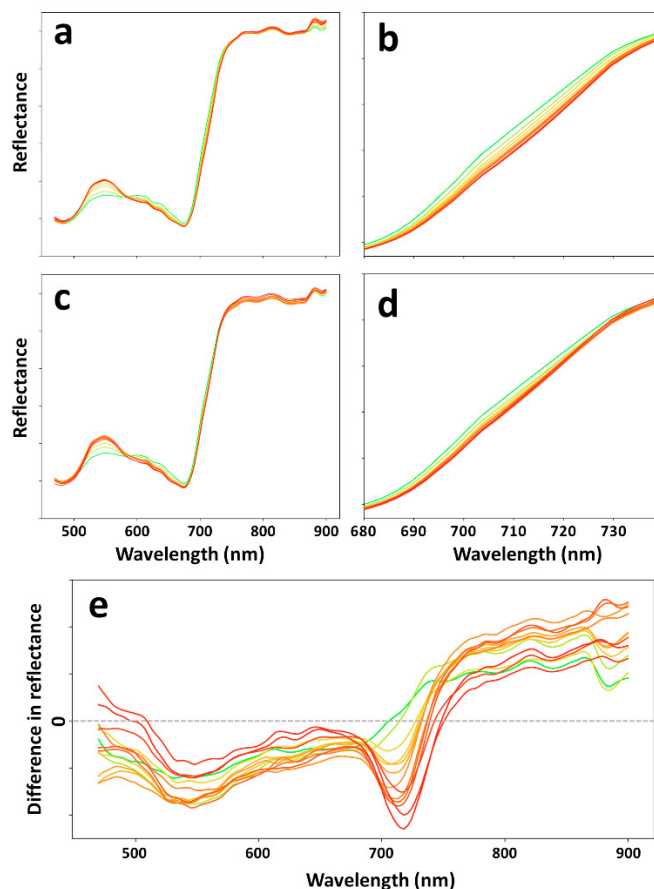 a
b
Reflectance
c
d
Reflectance
500
600
700
800
900
680
690
700
710
720
730
Wavelength (nm)
Wavelength (nm)
e
Difference in reflectance
0
500
600
700
800
900
Wavelength (nm)